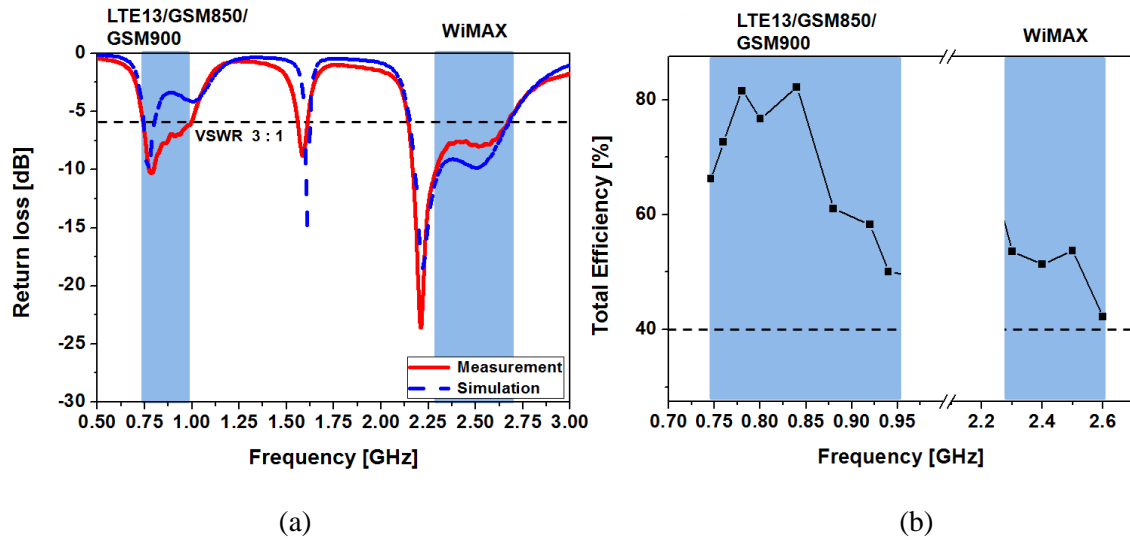 LTE13/GSM850/
GSM900
WiMAX
0
-5
-10
-15
-20
-25
-30
Return loss [dB]
VSWR 3 : 1
Measurement
Simulation
0.50 0.75 1.00 1.25 1.50 1.75 2.00 2.25 2.50 2.75 3.00
Frequency [GHz]
(a)
LTE13/GSM850/
GSM900
WiMAX
80
60
40
20
Total Efficiency [%]
0.70 0.75 0.80 0.85 0.90 0.95 2.2 2.4 2.6
Frequency [GHz]
(b)